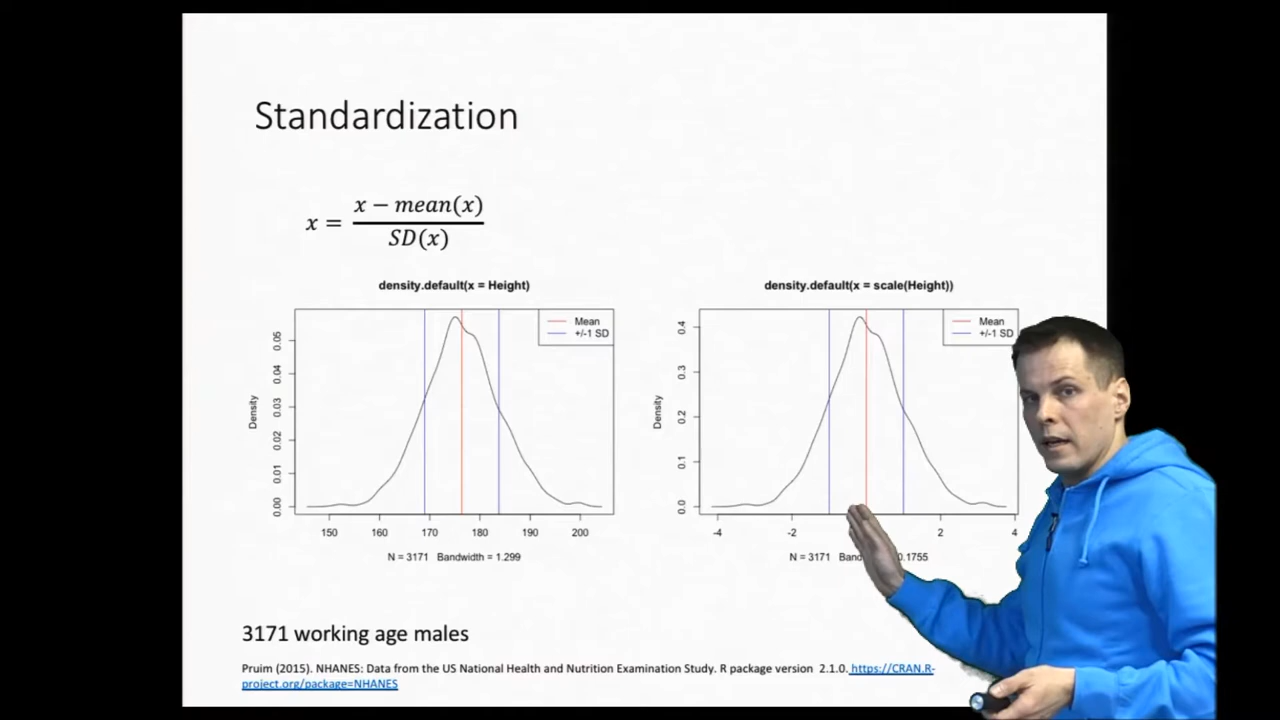 Standardization
x = x − mean(x) / SD(x)
density.default(x = Height)
Mean
+/-1 SD
Density
0.00 0.01 0.02 0.03 0.04 0.05
150 160 170 180 190 200
N = 3171 Bandwidth = 1.299
density.default(x = scale(Height))
Mean
+/-1 SD
Density
0.0 0.1 0.2 0.3 0.4
-4 -2 2 4
N = 3171 0.1755
3171 working age males
Pruim (2015). NHANES: Data from the US National Health and Nutrition Examination Study. R package version 2.1.0. https://CRAN.R-
project.org/package=NHANES